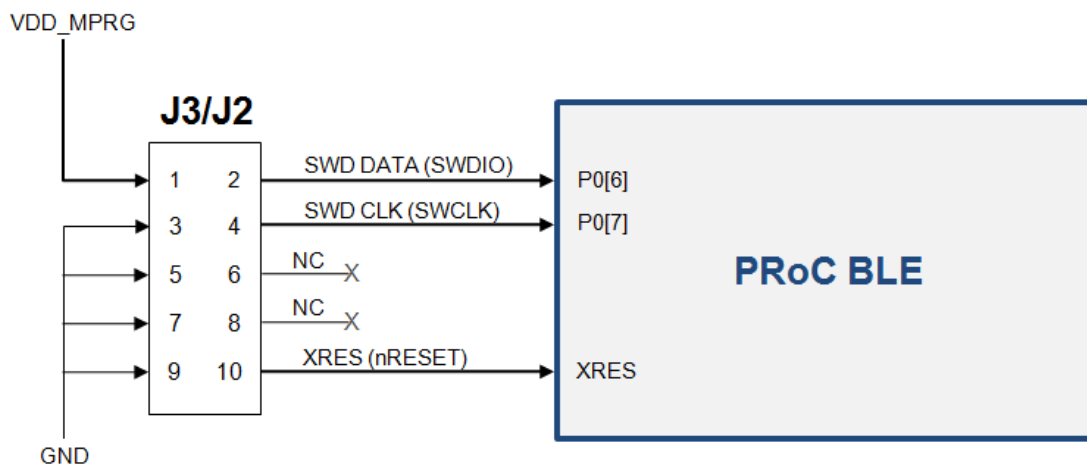 VDD_MPRG
J3/J2
1 2 SWD DATA (SWDIO) P0[6]
3 4 SWD CLK (SWCLK) P0[7]
5 6 NC X
PRoC BLE
7 8 NC X
9 10 XRES (nRESET) XRES
GND